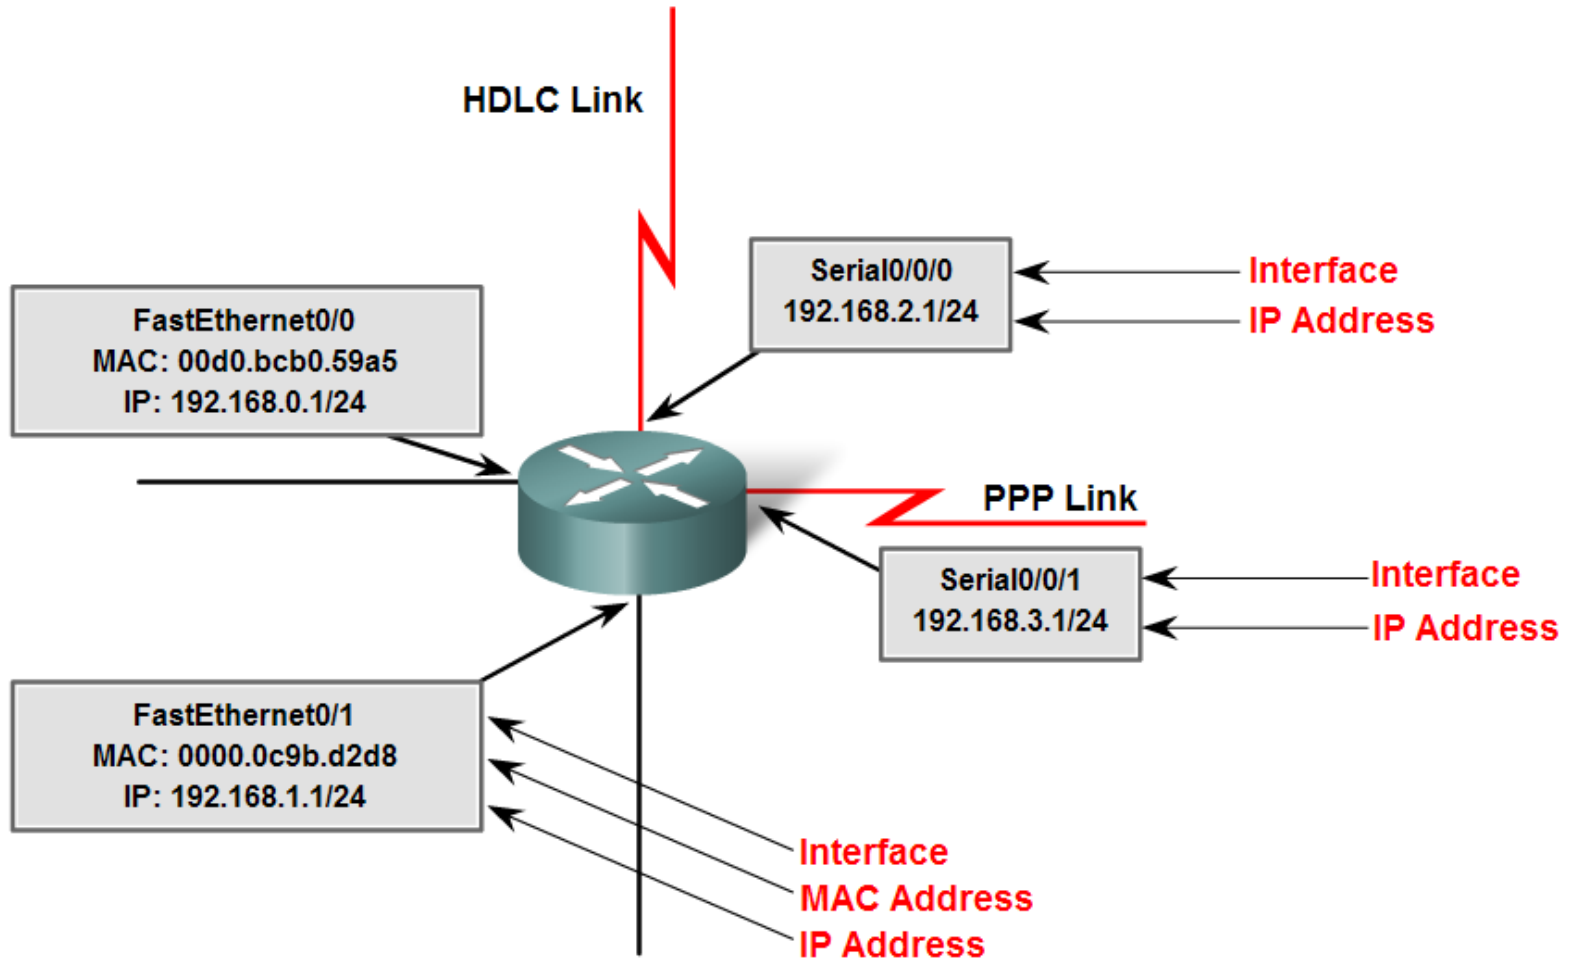 HDLC Link
Serial0/0/0
192.168.2.1/24
Interface
IP Address
FastEthernet0/0
MAC: 00d0.bcb0.59a5
IP: 192.168.0.1/24
PPP Link
Serial0/0/1
192.168.3.1/24
Interface
IP Address
FastEthernet0/1
MAC: 0000.0c9b.d2d8
IP: 192.168.1.1/24
Interface
MAC Address
IP Address